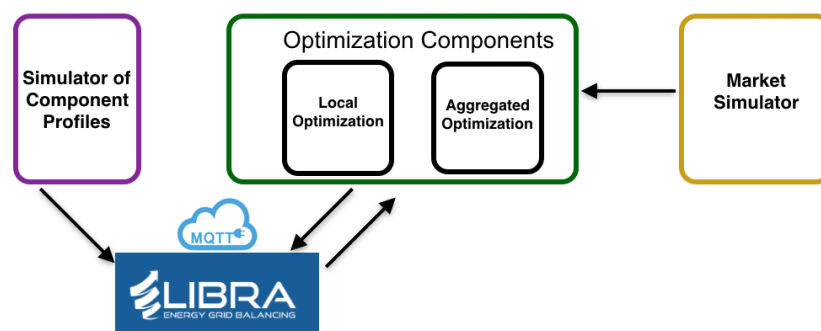 Simulator of
Component
Profiles
Optimization Components
Local
Optimization
Aggregated
Optimization
Market
Simulator
MQTT
LIBRA
ENERGY GRID BALANCING